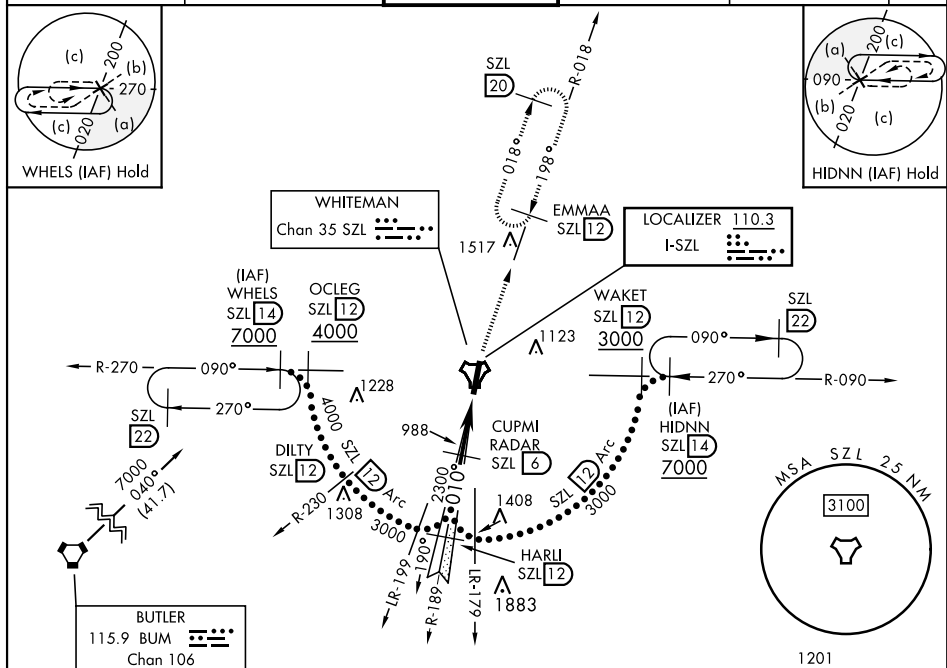 (c)
200
(b)
270
020
(c)
(a)
WHELS (IAF) Hold
(a)
200
(c)
090
(b)
020
(c)
HIDNN (IAF) Hold
R-018
SZL
20
018°
198°
EMMAA
SZL 12
1517
WHITEMAN
Chan 35 SZL
LOCALIZER 110.3
I-SZL
(IAF)
WHELS
SZL 14
7000
OCLEG
SZL 12
4000
WAKET
SZL 12
3000
SZL
22
1123
R-270
090°
270°
SZL
22
1228
090°
270°
R-090
(IAF)
HIDNN
SZL 14
7000
4000
SZL 12 Arc
3000
988
CUPMI
RADAR
SZL 6
DILTY
SZL 12
R-230
1308
2300
010°
1408
SZL 12 Arc
3000
7000
040°
(41.7)
190°
LR-199
R-189
LR-179
HARLI
SZL 12
1883
MSA SZL 25 NM
3100
BUTLER
115.9 BUM
Chan 106
1201